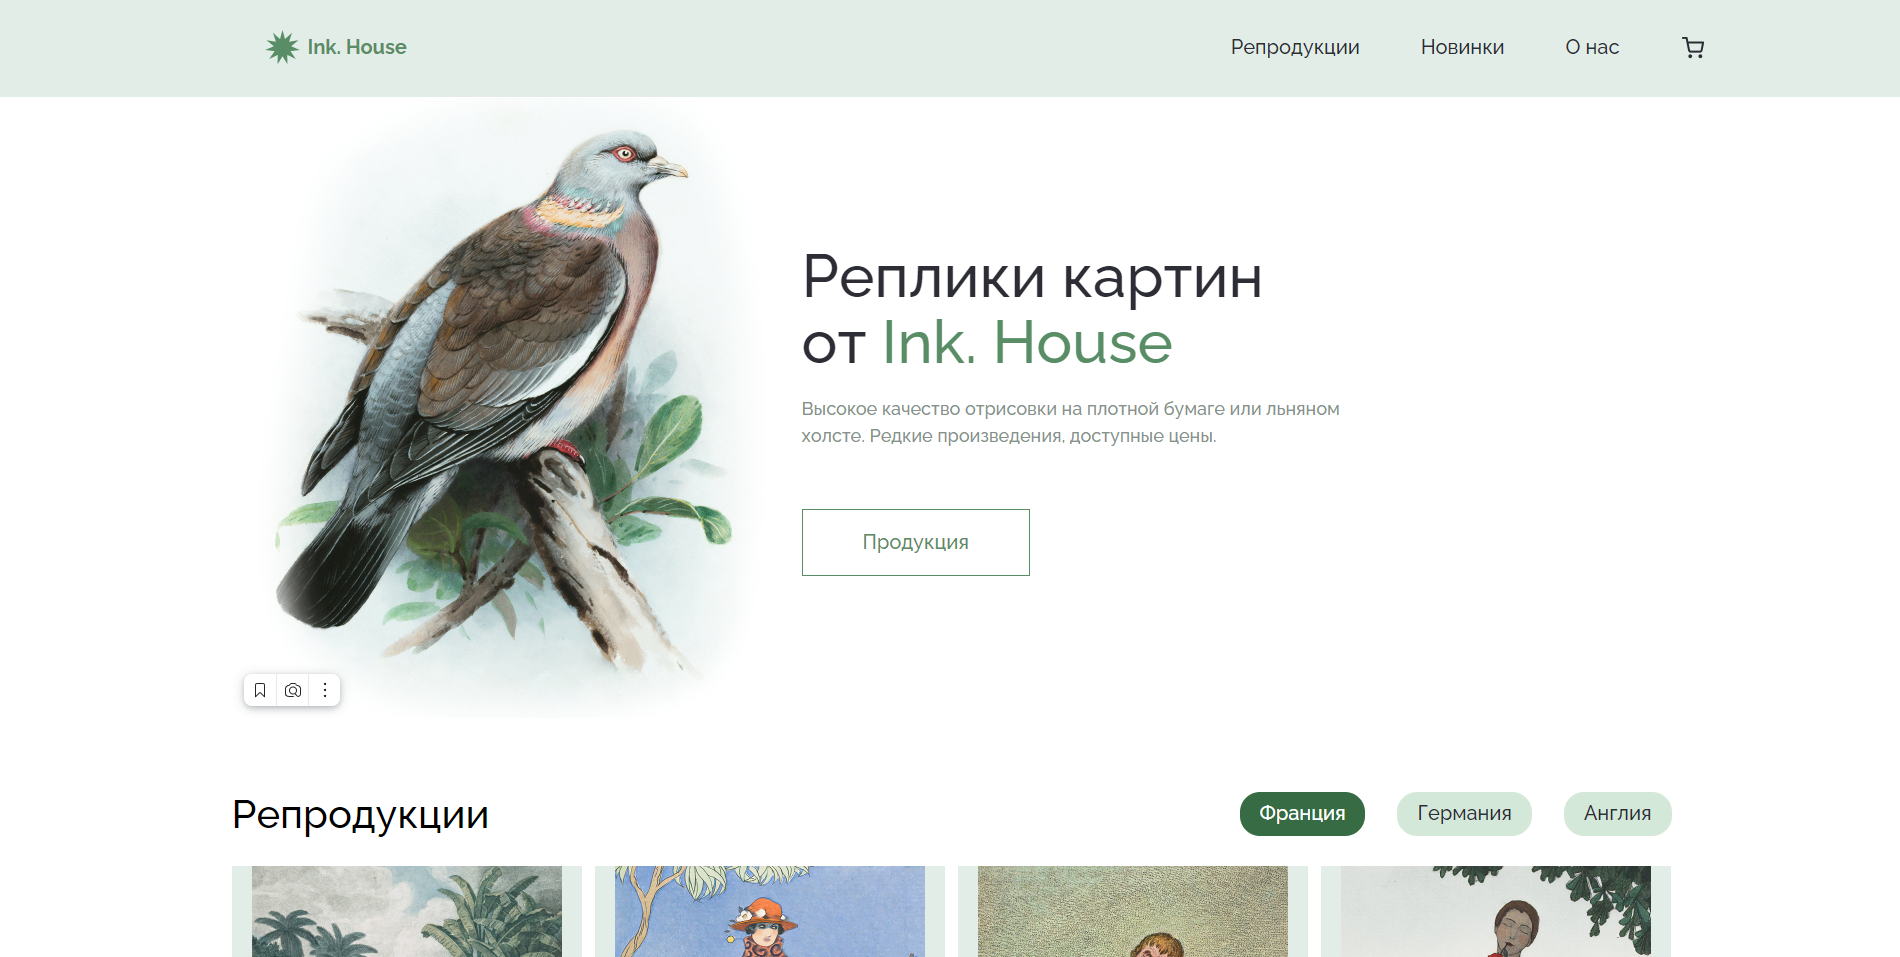 Ink. House
Репродукции
Новинки
О нас
Реплики картин
от Ink. House
Высокое качество отрисовки на плотной бумаге или льняном
холсте. Редкие произведения, доступные цены.
Продукция
Репродукции
Франция
Германия
Англия